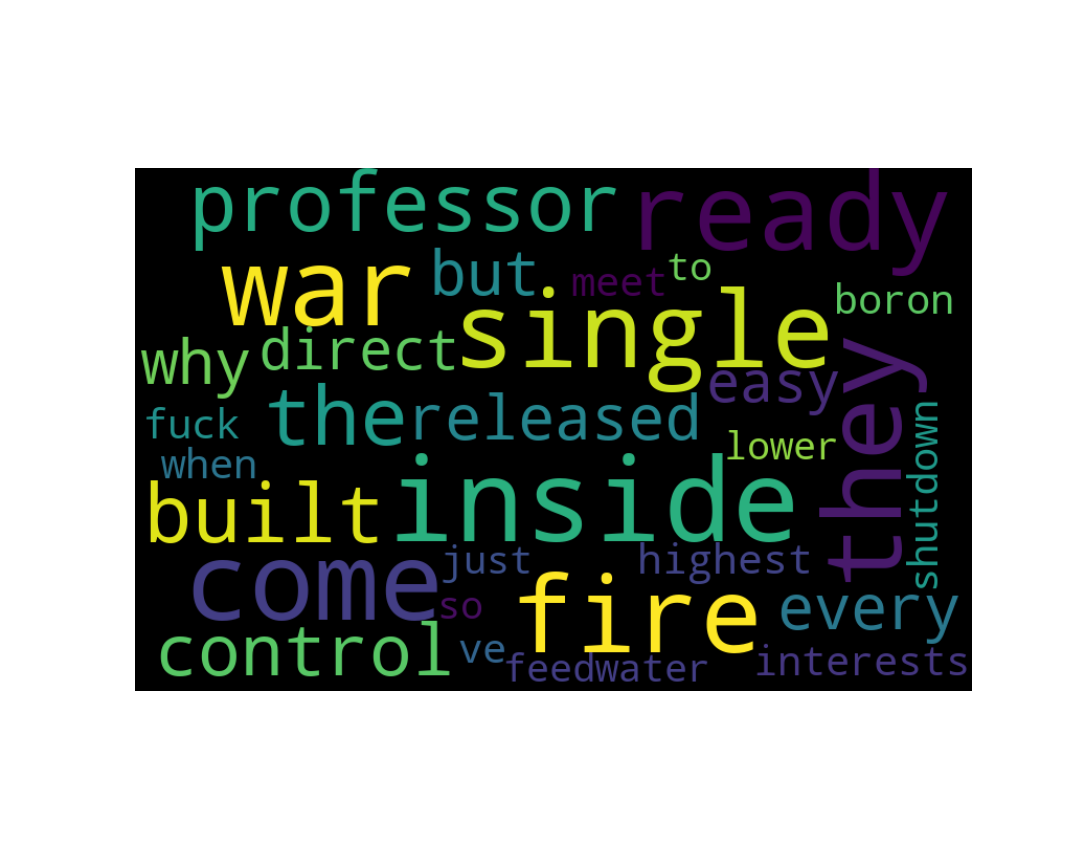 professor ready
war but meet to
single boron
why direct easy
they
fuck the released
when lower shutdown
built inside
come just highest
so fire every
control ve feedwater interests